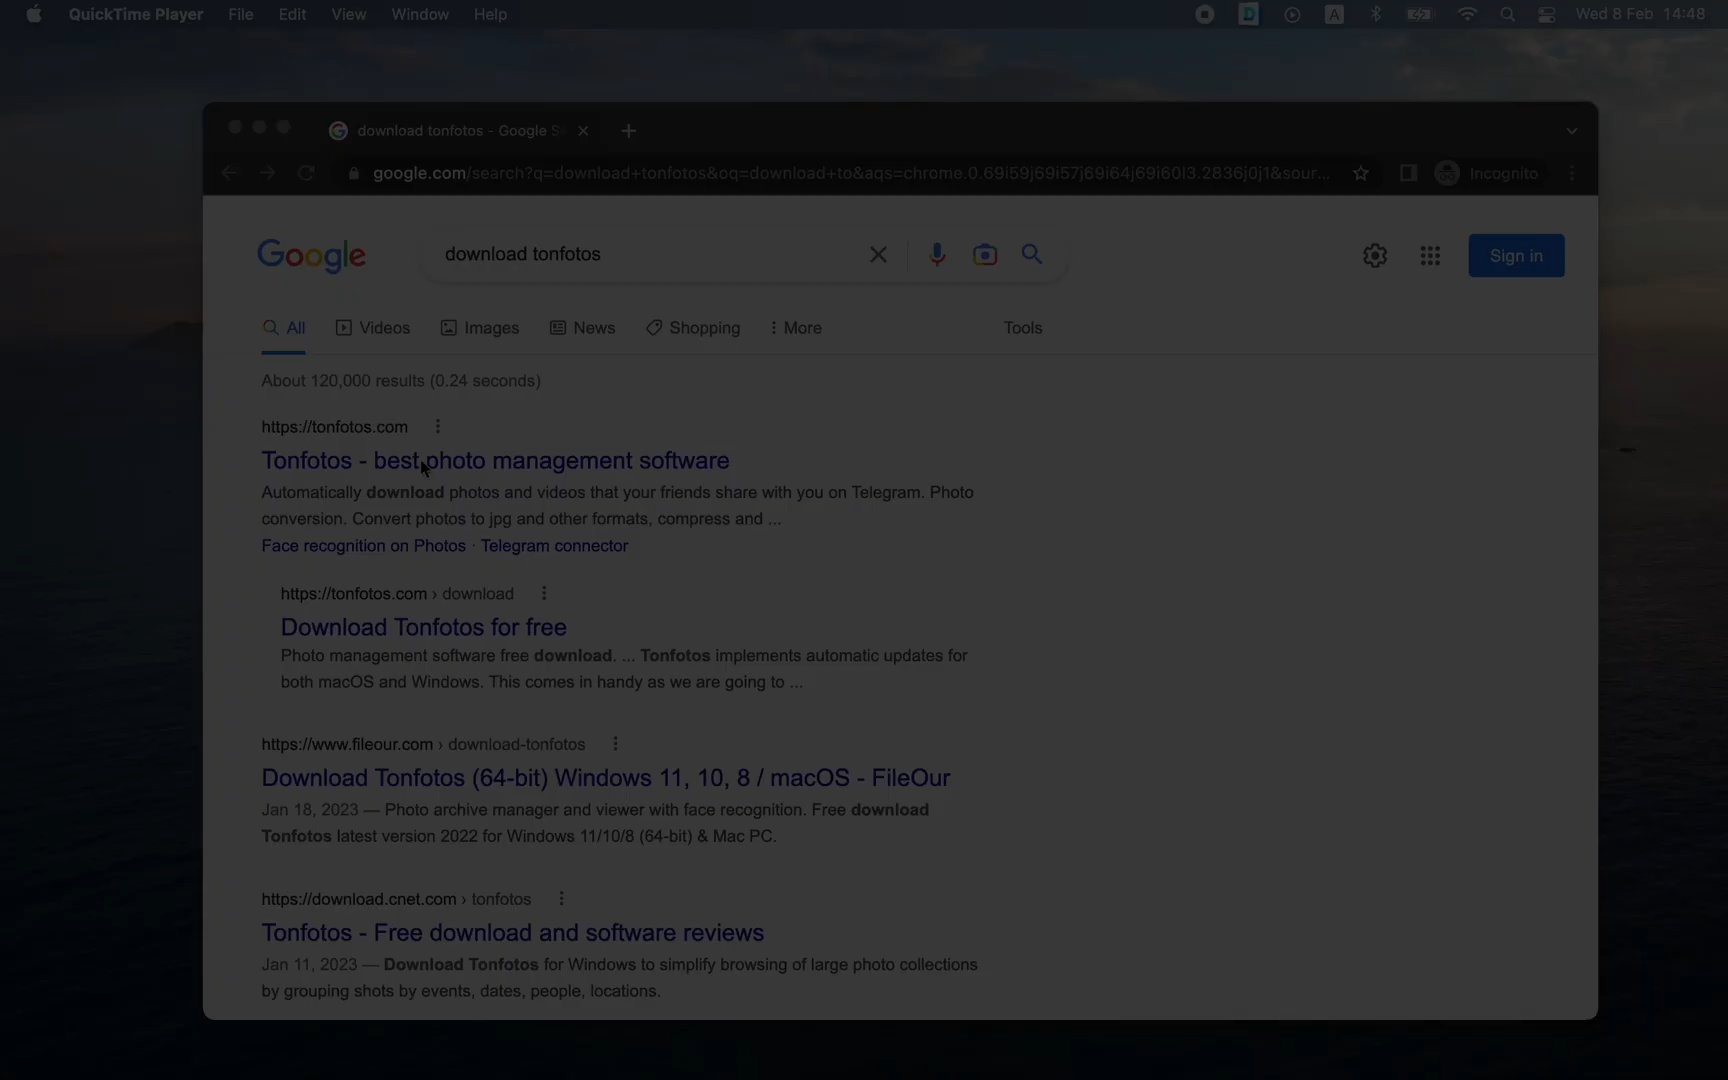 QuickTime Player File Edit View Window Help A Wed 8 Feb 14:48
download tonfotos - Google S
google.com/search?q=download+tonfotos&oq=download+to&aqs=chrome.0.69i59j69i57j69i64j69i60l3.2836j0j1&sour... Incognito
Google download tonfotos Sign in
All Videos Images News Shopping More Tools
About 120,000 results (0.24 seconds)
https://tonfotos.com
Tonfotos - best photo management software
Automatically download photos and videos that your friends share with you on Telegram. Photo
conversion. Convert photos to jpg and other formats, compress and ...
Face recognition on Photos · Telegram connector
https://tonfotos.com › download
Download Tonfotos for free
Photo management software free download. ... Tonfotos implements automatic updates for
both macOS and Windows. This comes in handy as we are going to ...
https://www.fileour.com › download-tonfotos
Download Tonfotos (64-bit) Windows 11, 10, 8 / macOS - FileOur
Jan 18, 2023 — Photo archive manager and viewer with face recognition. Free download
Tonfotos latest version 2022 for Windows 11/10/8 (64-bit) & Mac PC.
https://download.cnet.com › tonfotos
Tonfotos - Free download and software reviews
Jan 11, 2023 — Download Tonfotos for Windows to simplify browsing of large photo collections
by grouping shots by events, dates, people, locations.